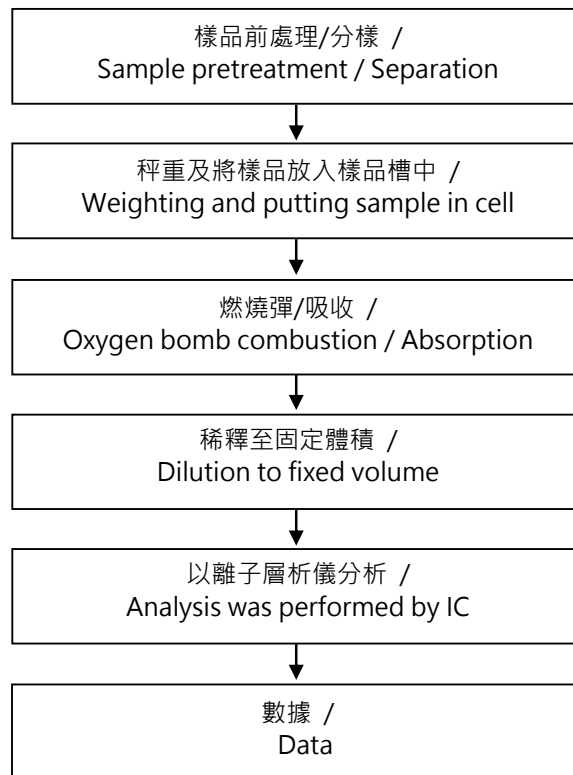 樣品前處理/分樣 /
Sample pretreatment / Separation
秤重及將樣品放入樣品槽中 /
Weighting and putting sample in cell
燃燒彈/吸收 /
Oxygen bomb combustion / Absorption
稀釋至固定體積 /
Dilution to fixed volume
以離子層析儀分析 /
Analysis was performed by IC
數據 /
Data